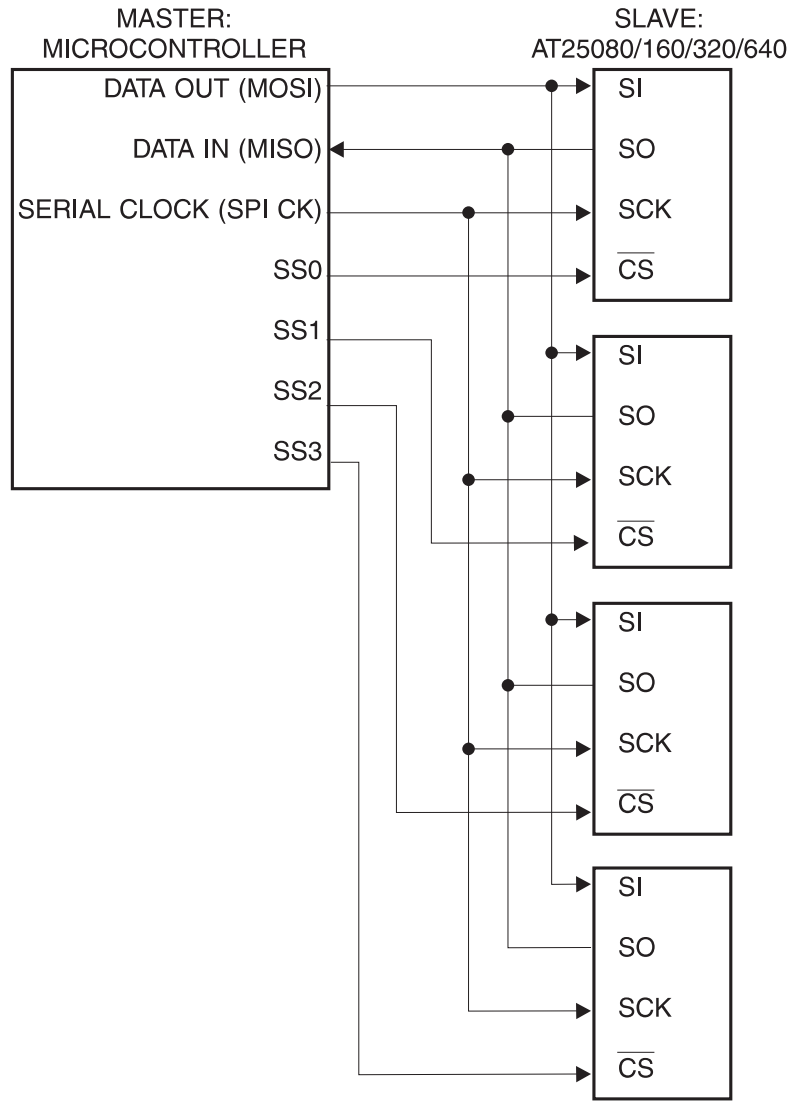 MASTER:
MICROCONTROLLER
SLAVE:
AT25080/160/320/640
DATA OUT (MOSI)
DATA IN (MISO)
SERIAL CLOCK (SPI CK)
SS0
SS1
SS2
SS3
SI
SO
SCK
CS
SI
SO
SCK
CS
SI
SO
SCK
CS
SI
SO
SCK
CS